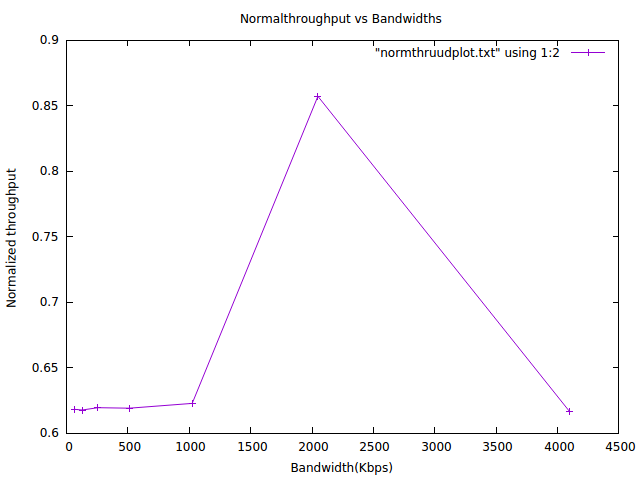 Normalthroughput vs Bandwidths
"normthruudplot.txt" using 1:2
0.9
0.85
0.8
0.75
0.7
0.65
0.6
Normalized throughput
0 500 1000 1500 2000 2500 3000 3500 4000 4500
Bandwidth(Kbps)